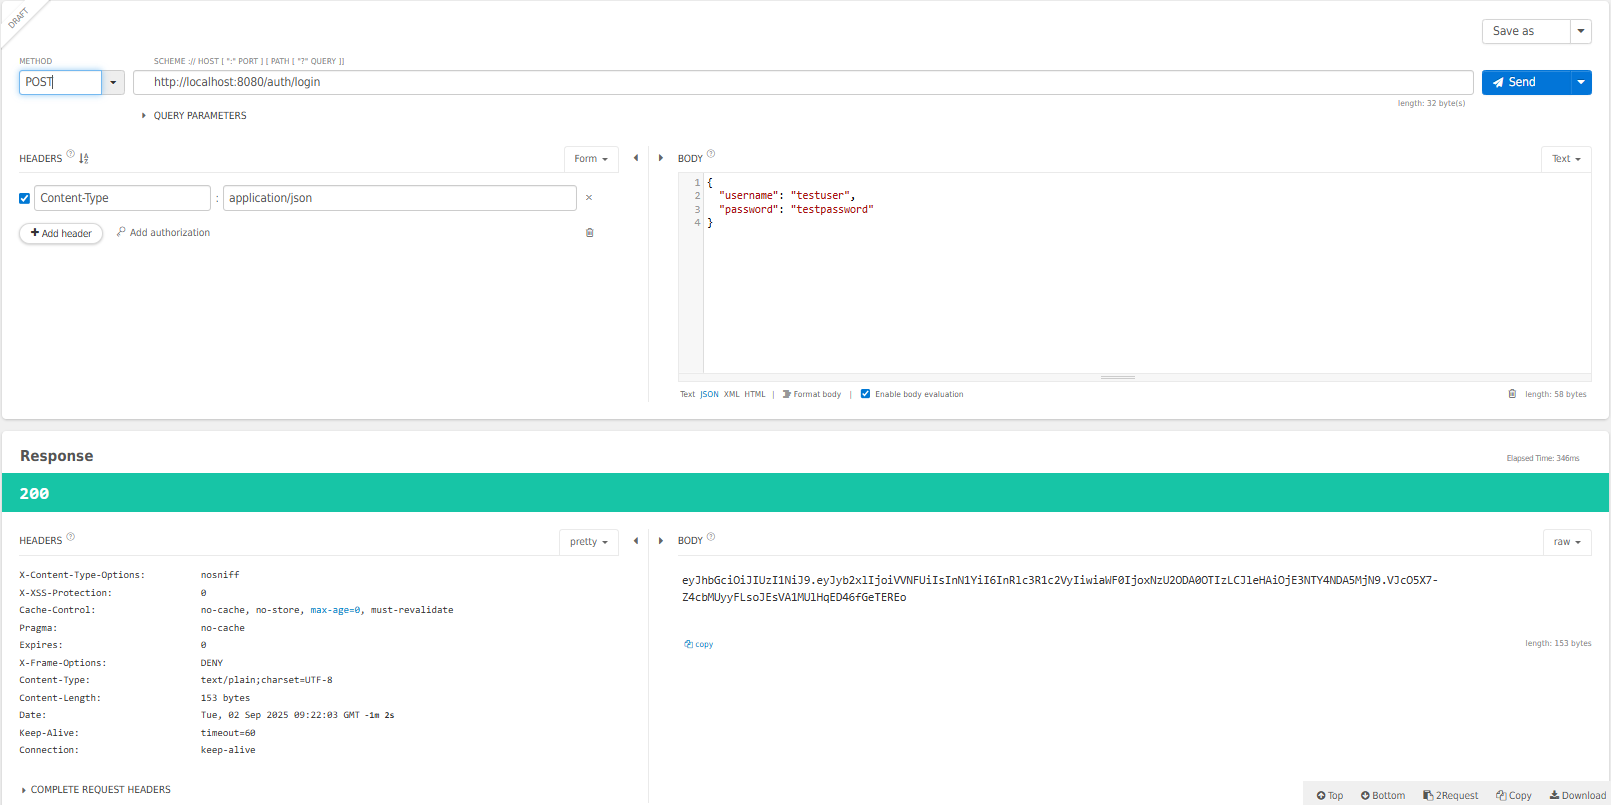 DRAFT
Save as
METHOD
SCHEME :// HOST [ ":" PORT ] [ PATH [ "?" QUERY ]]
POST
http://localhost:8080/auth/login
Send
length: 32 byte(s)
QUERY PARAMETERS
HEADERS
Form
BODY
Text
Content-Type : application/json
Add header
Add authorization
1 {
2 "username": "testuser",
3 "password": "testpassword"
4 }
Text JSON XML HTML | Format body | Enable body evaluation
length: 58 bytes
Response
Elapsed Time: 346ms
200
HEADERS
pretty
BODY
raw
X-Content-Type-Options: nosniff
X-XSS-Protection: 0
Cache-Control: no-cache, no-store, max-age=0, must-revalidate
Pragma: no-cache
Expires: 0
X-Frame-Options: DENY
Content-Type: text/plain;charset=UTF-8
Content-Length: 153 bytes
Date: Tue, 02 Sep 2025 09:22:03 GMT -1m 2s
Keep-Alive: timeout=60
Connection: keep-alive
eyJhbGciOiJIUzI1NiJ9.eyJyb2xlIjoiVVNFUiIsInN1YiI6InRlc3R1c2VyIiwiaWF0IjoxNzU2ODA0OTIzLCJleHAiOjE3NTY4NDA5MjN9.VJcO5X7-
Z4cbMUyyFLsoJEsVA1MUlHqED46fGeTEREo
copy
length: 153 bytes
COMPLETE REQUEST HEADERS
Top
Bottom
2Request
Copy
Download